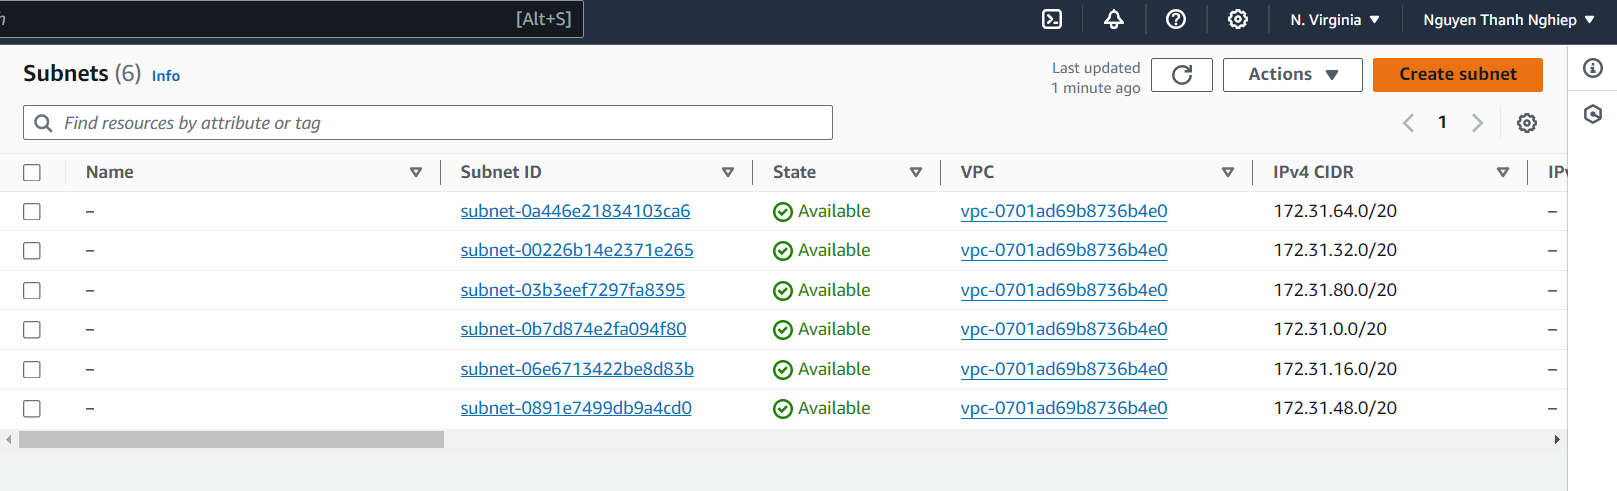 [Alt+S] N. Virginia Nguyen Thanh Nghiep
Subnets (6) Info
Last updated
1 minute ago
Actions
Create subnet
Find resources by attribute or tag
1
Name Subnet ID State VPC IPv4 CIDR
– subnet-0a446e21834103ca6 Available vpc-0701ad69b8736b4e0 172.31.64.0/20 –
– subnet-00226b14e2371e265 Available vpc-0701ad69b8736b4e0 172.31.32.0/20 –
– subnet-03b3eef7297fa8395 Available vpc-0701ad69b8736b4e0 172.31.80.0/20 –
– subnet-0b7d874e2fa094f80 Available vpc-0701ad69b8736b4e0 172.31.0.0/20 –
– subnet-06e6713422be8d83b Available vpc-0701ad69b8736b4e0 172.31.16.0/20 –
– subnet-0891e7499db9a4cd0 Available vpc-0701ad69b8736b4e0 172.31.48.0/20 –